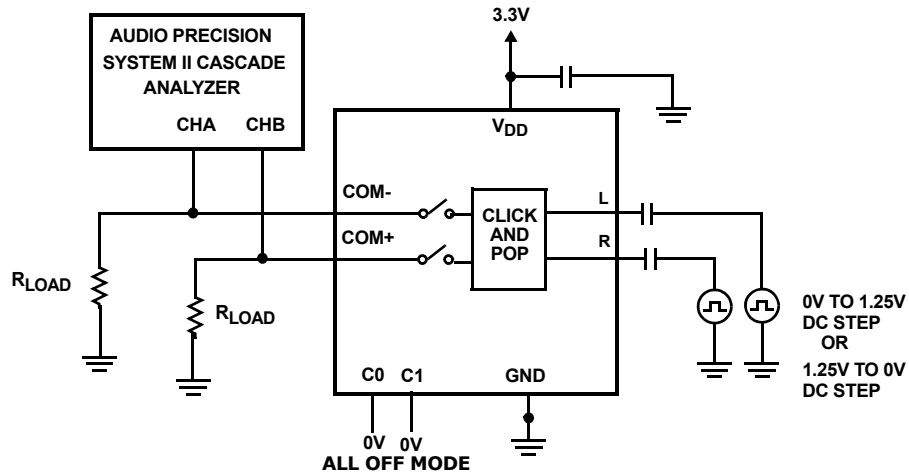 3.3V
AUDIO PRECISION
SYSTEM II CASCADE
ANALYZER
CHA CHB
VDD
COM-
COM+
CLICK
AND
POP
L
R
RLOAD
RLOAD
0V TO 1.25V
DC STEP
OR
1.25V TO 0V
DC STEP
C0 C1 GND
0V 0V
ALL OFF MODE